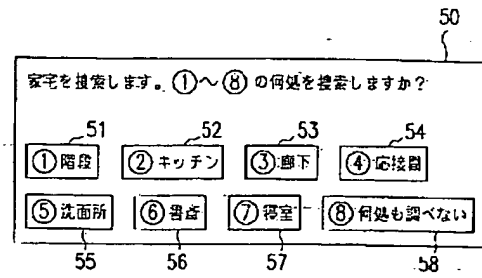 50
家宅を捜索します。①〜⑧の何処を捜索しますか?
51 52 53 54
①階段 ②キッチン ③廊下 ④応接間
⑤洗面所 ⑥書斎 ⑦寝室 ⑧何処も調べない
55 56 57 58